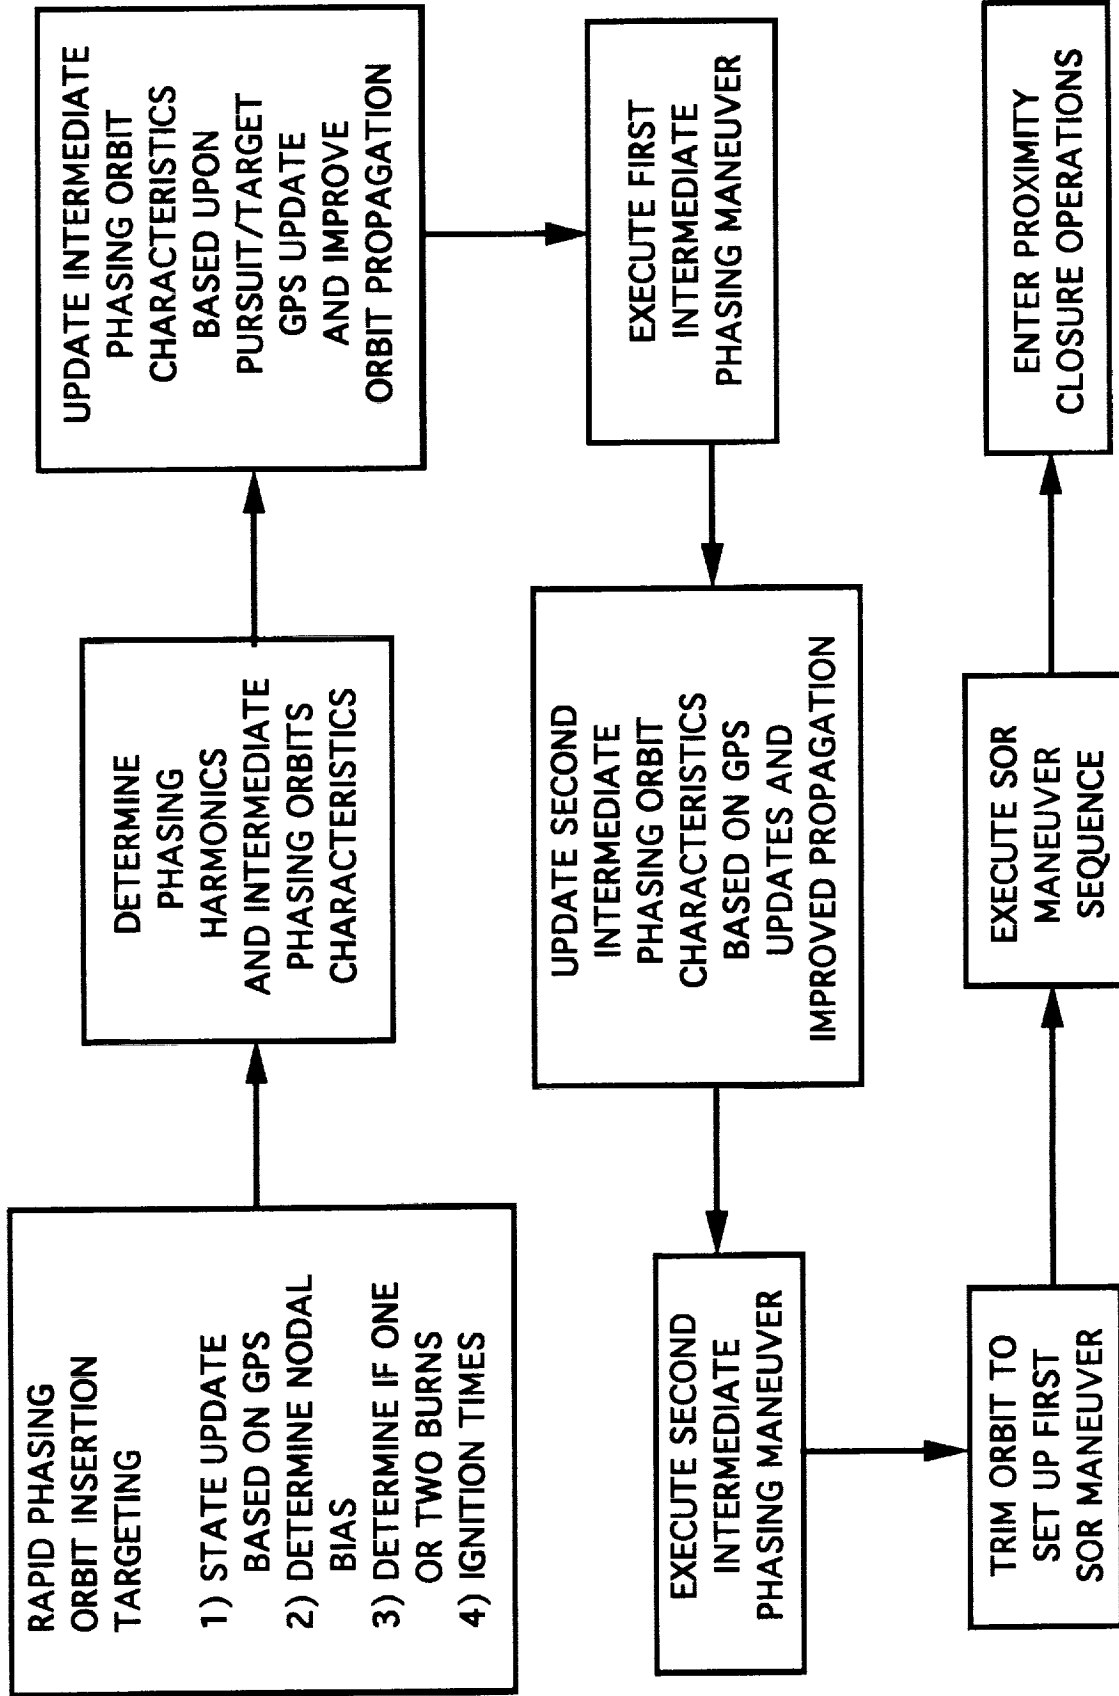 RAPID PHASING
ORBIT INSERTION
TARGETING
1) STATE UPDATE
BASED ON GPS
2) DETERMINE NODAL
BIAS
3) DETERMINE IF ONE
OR TWO BURNS
4) IGNITION TIMES
DETERMINE
PHASING
HARMONICS
AND INTERMEDIATE
PHASING ORBITS
CHARACTERISTICS
UPDATE INTERMEDIATE
PHASING ORBIT
CHARACTERISTICS
BASED UPON
PURSUIT/TARGET
GPS UPDATE
AND IMPROVE
ORBIT PROPAGATION
EXECUTE FIRST
INTERMEDIATE
PHASING MANEUVER
UPDATE SECOND
INTERMEDIATE
PHASING ORBIT
CHARACTERISTICS
BASED ON GPS
UPDATES AND
IMPROVED PROPAGATION
EXECUTE SECOND
INTERMEDIATE
PHASING MANEUVER
TRIM ORBIT TO
SET UP FIRST
SOR MANEUVER
EXECUTE SOR
MANEUVER
SEQUENCE
ENTER PROXIMITY
CLOSURE OPERATIONS